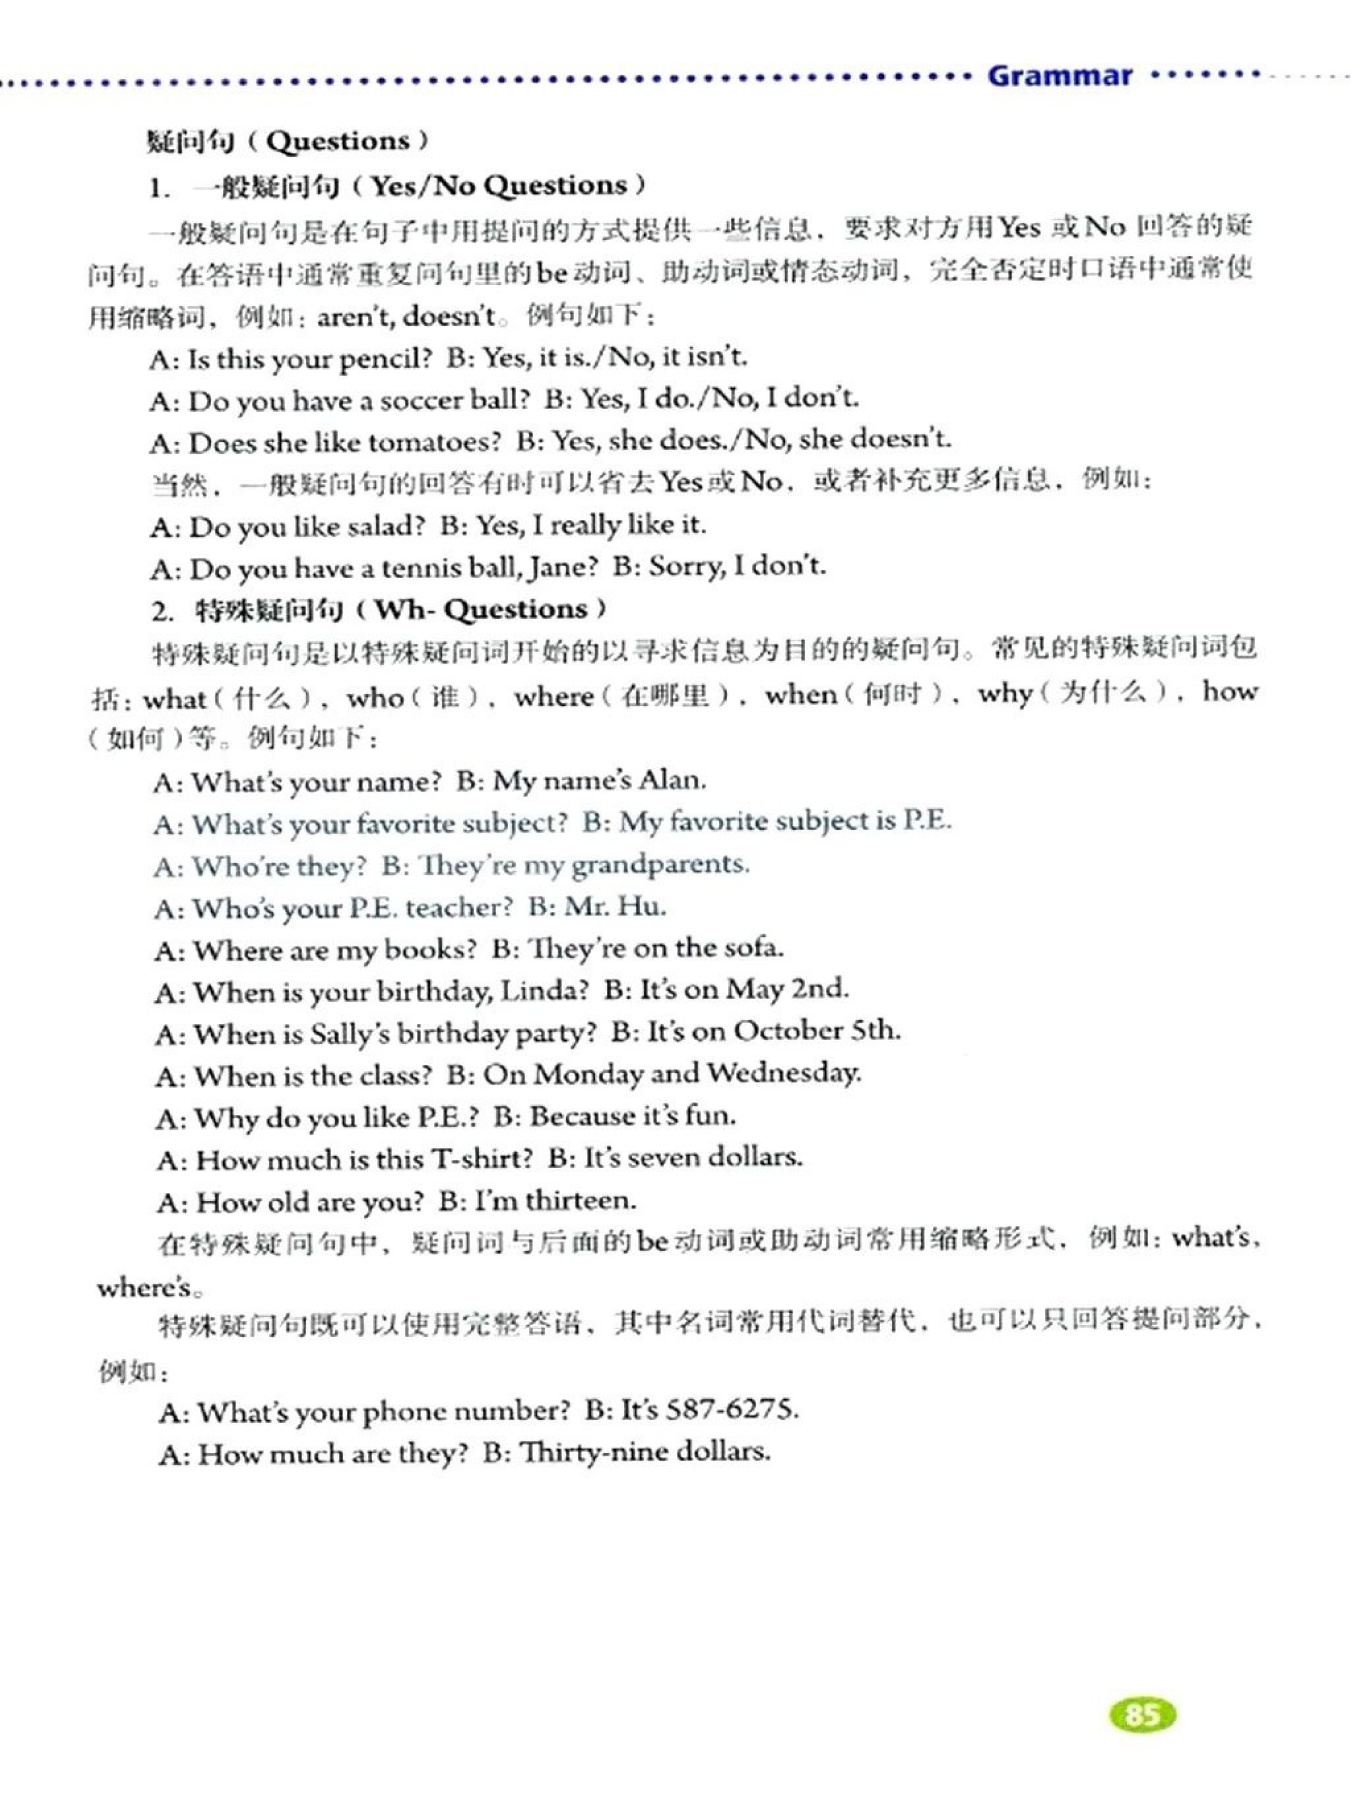 Grammar
疑问句（Questions）
1. 一般疑问句（Yes/No Questions）
一般疑问句是在句子中用提问的方式提供一些信息，要求对方用Yes 或No 回答的疑
问句。在答语中通常重复问句里的be动词、助动词或情态动词，完全否定时口语中通常使
用缩略词，例如：aren't, doesn't。例句如下：
A: Is this your pencil? B: Yes, it is./No, it isn't.
A: Do you have a soccer ball? B: Yes, I do./No, I don't.
A: Does she like tomatoes? B: Yes, she does./No, she doesn't.
当然，一般疑问句的回答有时可以省去Yes或No，或者补充更多信息，例如：
A: Do you like salad? B: Yes, I really like it.
A: Do you have a tennis ball, Jane? B: Sorry, I don't.
2. 特殊疑问句（Wh- Questions）
特殊疑问句是以特殊疑问词开始的以寻求信息为目的的疑问句。常见的特殊疑问词包
括：what（什么），who（谁），where（在哪里），when（何时），why（为什么），how
（如何）等。例句如下：
A: What's your name? B: My name's Alan.
A: What's your favorite subject? B: My favorite subject is P.E.
A: Who're they? B: They're my grandparents.
A: Who's your P.E. teacher? B: Mr. Hu.
A: Where are my books? B: They're on the sofa.
A: When is your birthday, Linda? B: It's on May 2nd.
A: When is Sally's birthday party? B: It's on October 5th.
A: When is the class? B: On Monday and Wednesday.
A: Why do you like P.E.? B: Because it's fun.
A: How much is this T-shirt? B: It's seven dollars.
A: How old are you? B: I'm thirteen.
在特殊疑问句中，疑问词与后面的be动词或助动词常用缩略形式，例如：what's，
where's。
特殊疑问句既可以使用完整答语、其中名词常用代词替代，也可以只回答提问部分，
例如：
A: What's your phone number? B: It's 587-6275.
A: How much are they? B: Thirty-nine dollars.
85